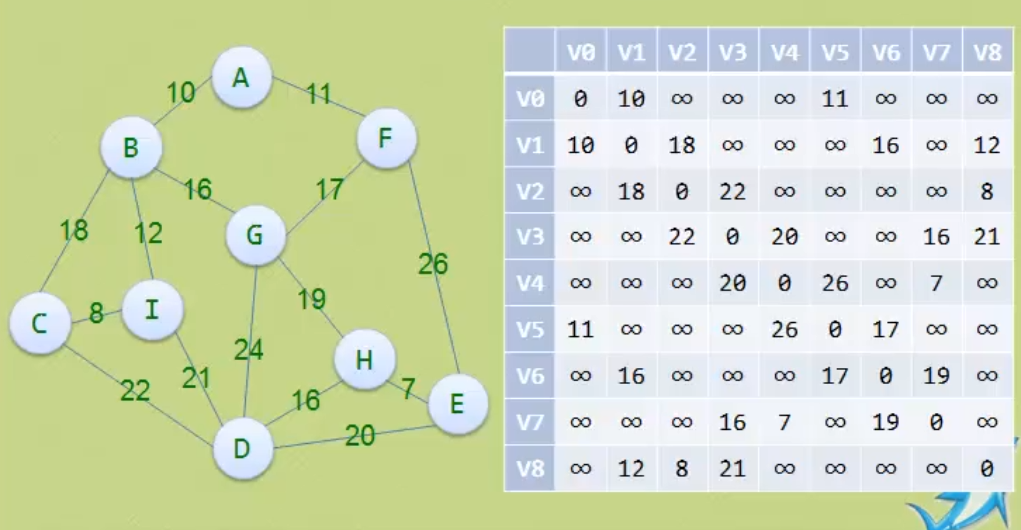 A
10
11
B
F
16
17
G
18
12
26
I
19
C
8
24
H
21
22
16
7
E
D
20
V0 V1 V2 V3 V4 V5 V6 V7 V8
V0 0 10 ∞ ∞ ∞ 11 ∞ ∞ ∞
V1 10 0 18 ∞ ∞ ∞ 16 ∞ 12
V2 ∞ 18 0 22 ∞ ∞ ∞ ∞ 8
V3 ∞ ∞ 22 0 20 ∞ ∞ 16 21
V4 ∞ ∞ ∞ 20 0 26 ∞ 7 ∞
V5 11 ∞ ∞ ∞ 26 0 17 ∞ ∞
V6 ∞ 16 ∞ ∞ ∞ 17 0 19 ∞
V7 ∞ ∞ ∞ 16 7 ∞ 19 0 ∞
V8 ∞ 12 8 21 ∞ ∞ ∞ ∞ 0